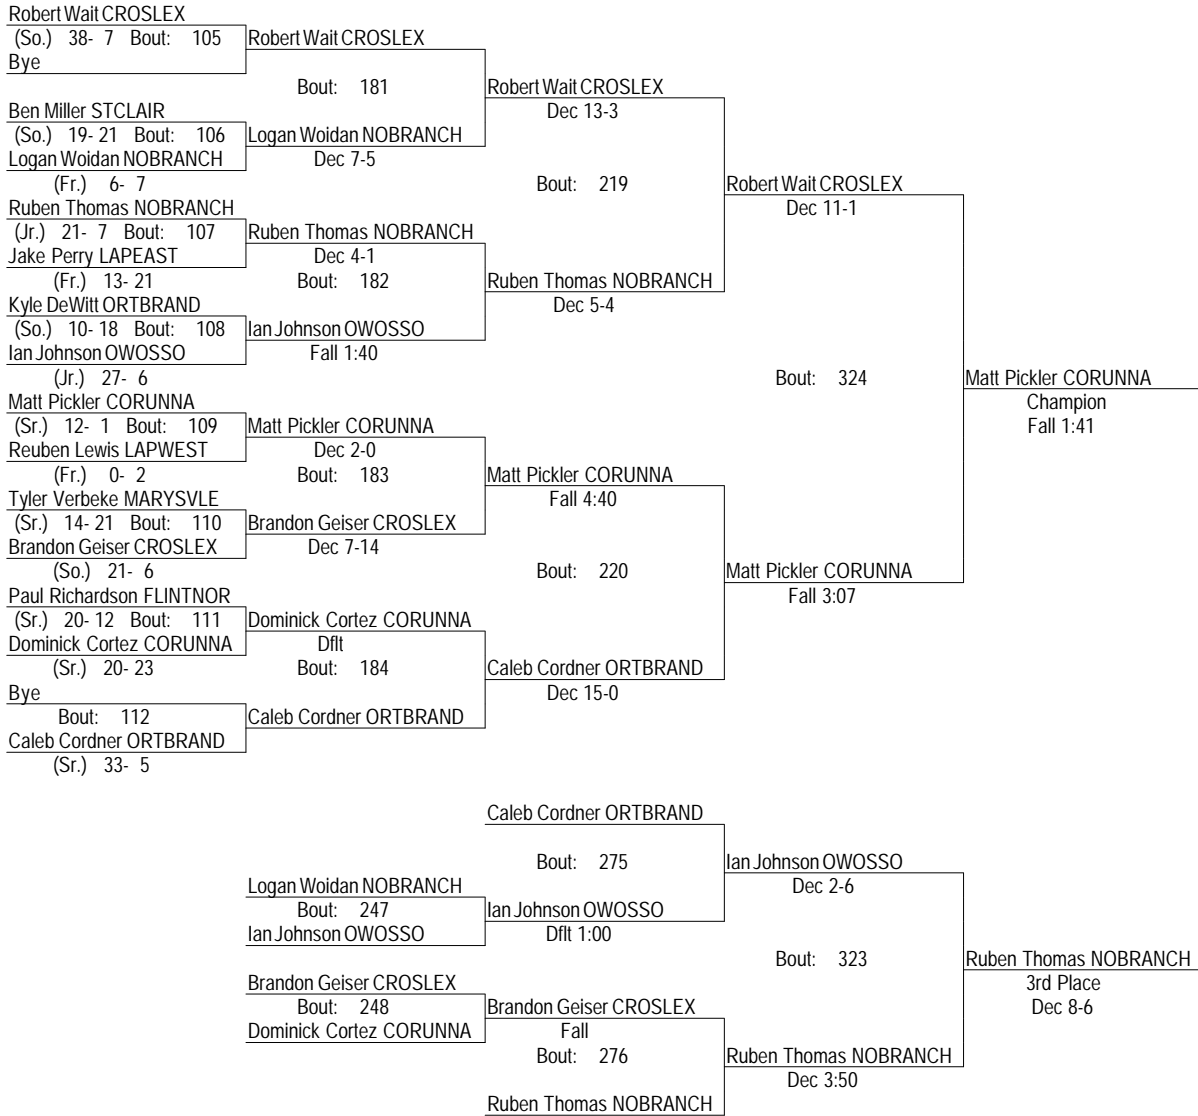 Robert Wait CROSLEX
(So.) 38- 7 Bout: 105
Bye
Ben Miller STCLAIR
(So.) 19- 21 Bout: 106
Logan Woidan NOBRANCH
(Fr.) 6- 7
Ruben Thomas NOBRANCH
(Jr.) 21- 7 Bout: 107
Jake Perry LAPEAST
(Fr.) 13- 21
Kyle DeWitt ORTBRAND
(So.) 10- 18 Bout: 108
Ian Johnson OWOSSO
(Jr.) 27- 6
Matt Pickler CORUNNA
(Sr.) 12- 1 Bout: 109
Reuben Lewis LAPWEST
(Fr.) 0- 2
Tyler Verbeke MARYSVLE
(Sr.) 14- 21 Bout: 110
Brandon Geiser CROSLEX
(So.) 21- 6
Paul Richardson FLINTNOR
(Sr.) 20- 12 Bout: 111
Dominick Cortez CORUNNA
(Sr.) 20- 23
Bye
Bout: 112
Caleb Cordner ORTBRAND
(Sr.) 33- 5
Robert Wait CROSLEX
Bout: 181
Logan Woidan NOBRANCH
Dec 7-5
Ruben Thomas NOBRANCH
Dec 4-1
Bout: 182
Ian Johnson OWOSSO
Fall 1:40
Matt Pickler CORUNNA
Dec 2-0
Bout: 183
Brandon Geiser CROSLEX
Dec 7-14
Dominick Cortez CORUNNA
Dflt
Bout: 184
Caleb Cordner ORTBRAND
Robert Wait CROSLEX
Dec 13-3
Bout: 219
Ruben Thomas NOBRANCH
Dec 5-4
Matt Pickler CORUNNA
Fall 4:40
Bout: 220
Caleb Cordner ORTBRAND
Dec 15-0
Robert Wait CROSLEX
Dec 11-1
Bout: 324
Matt Pickler CORUNNA
Fall 3:07
Matt Pickler CORUNNA
Champion
Fall 1:41
Logan Woidan NOBRANCH
Bout: 247
Ian Johnson OWOSSO
Brandon Geiser CROSLEX
Bout: 248
Dominick Cortez CORUNNA
Caleb Cordner ORTBRAND
Bout: 275
Ian Johnson OWOSSO
Dflt 1:00
Brandon Geiser CROSLEX
Fall
Bout: 276
Ruben Thomas NOBRANCH
Ian Johnson OWOSSO
Dec 2-6
Bout: 323
Ruben Thomas NOBRANCH
Dec 3:50
Ruben Thomas NOBRANCH
3rd Place
Dec 8-6